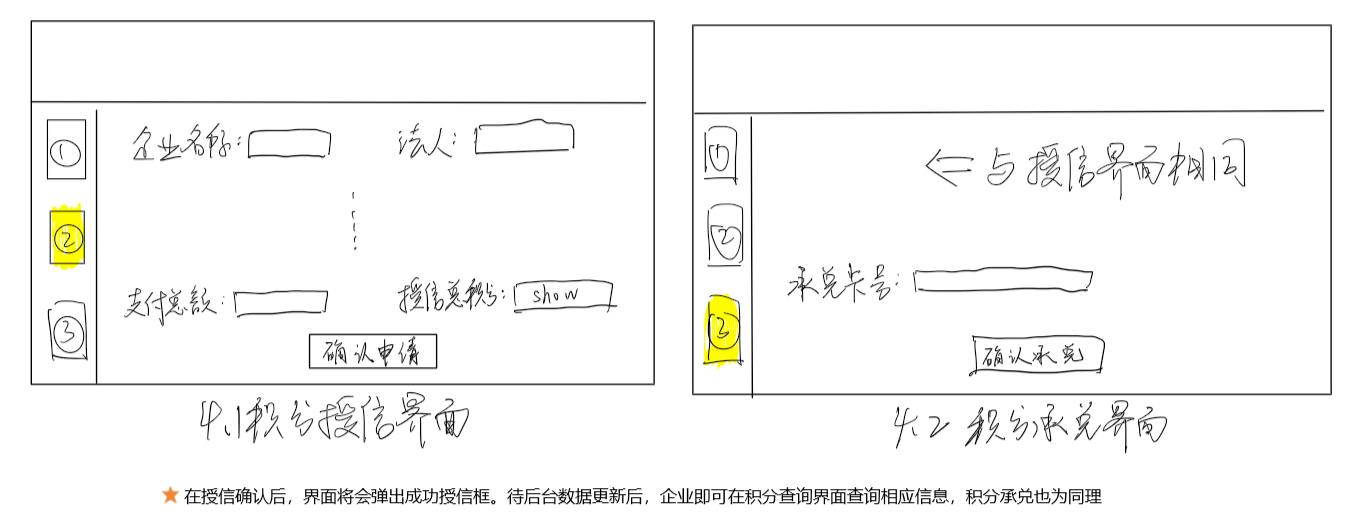 ①
企业名称:
法人:
②
支付总额:
授信总积分:
show
③
确认申请
4.1积分授信界面
①
<= 与授信界面相同
②
承兑卡号:
③
确认承兑
4.2 积分承兑界面
在授信确认后，界面将会弹出成功授信框。待后台数据更新后，企业即可在积分查询界面查询相应信息，积分承兑也为同理